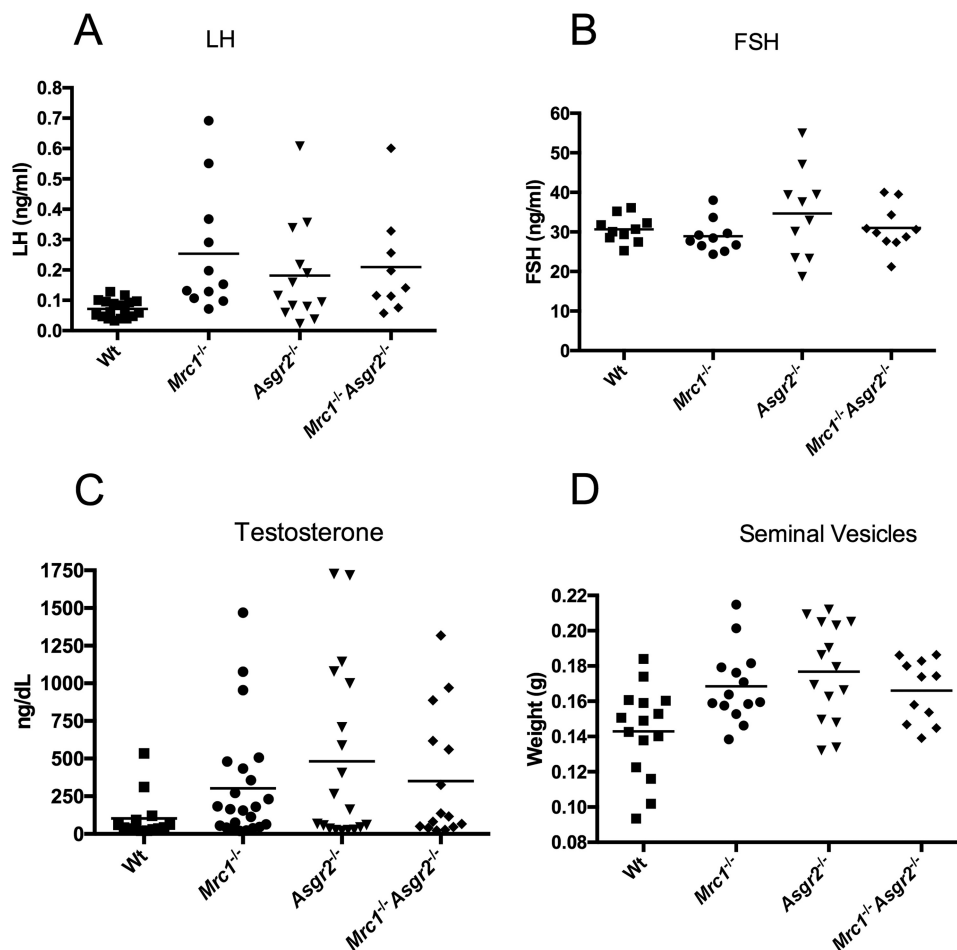 A
LH
LH (ng/ml)
0.8
0.7
0.6
0.5
0.4
0.3
0.2
0.1
0.0
Wt
Mrc1-/-
Asgr2-/-
Mrc1-/- Asgr2-/-
B
FSH
FSH (ng/ml)
60
50
40
30
20
10
0
Wt
Mrc1-/-
Asgr2-/-
Mrc1-/- Asgr2-/-
C
Testosterone
ng/dL
1750
1500
1250
1000
750
500
250
0
Wt
Mrc1-/-
Asgr2-/-
Mrc1-/- Asgr2-/-
D
Seminal Vesicles
Weight (g)
0.22
0.20
0.18
0.16
0.14
0.12
0.10
0.08
Wt
Mrc1-/-
Asgr2-/-
Mrc1-/- Asgr2-/-